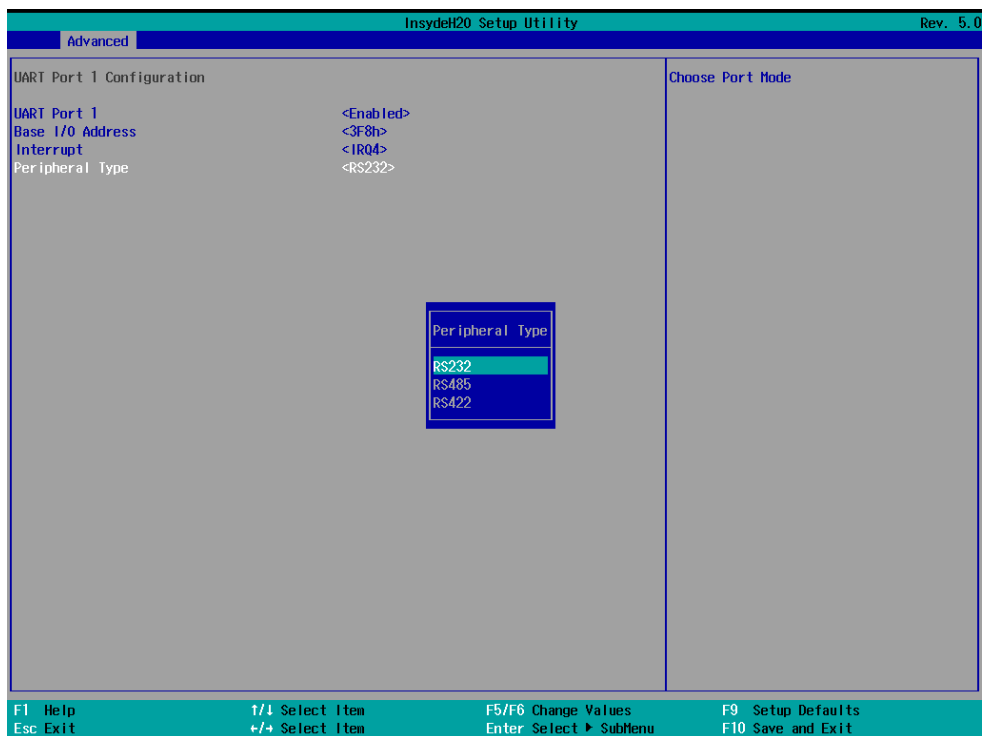 InsydeH20 Setup Utility Rev. 5.0
Advanced
UART Port 1 Configuration Choose Port Mode
UART Port 1 <Enabled>
Base I/O Address <3F8h>
Interrupt <IRQ4>
Peripheral Type <RS232>
Peripheral Type
RS232
RS485
RS422
F1 Help ↑/↓ Select Item F5/F6 Change Values F9 Setup Defaults
Esc Exit ←/→ Select Item Enter Select ▶ SubMenu F10 Save and Exit